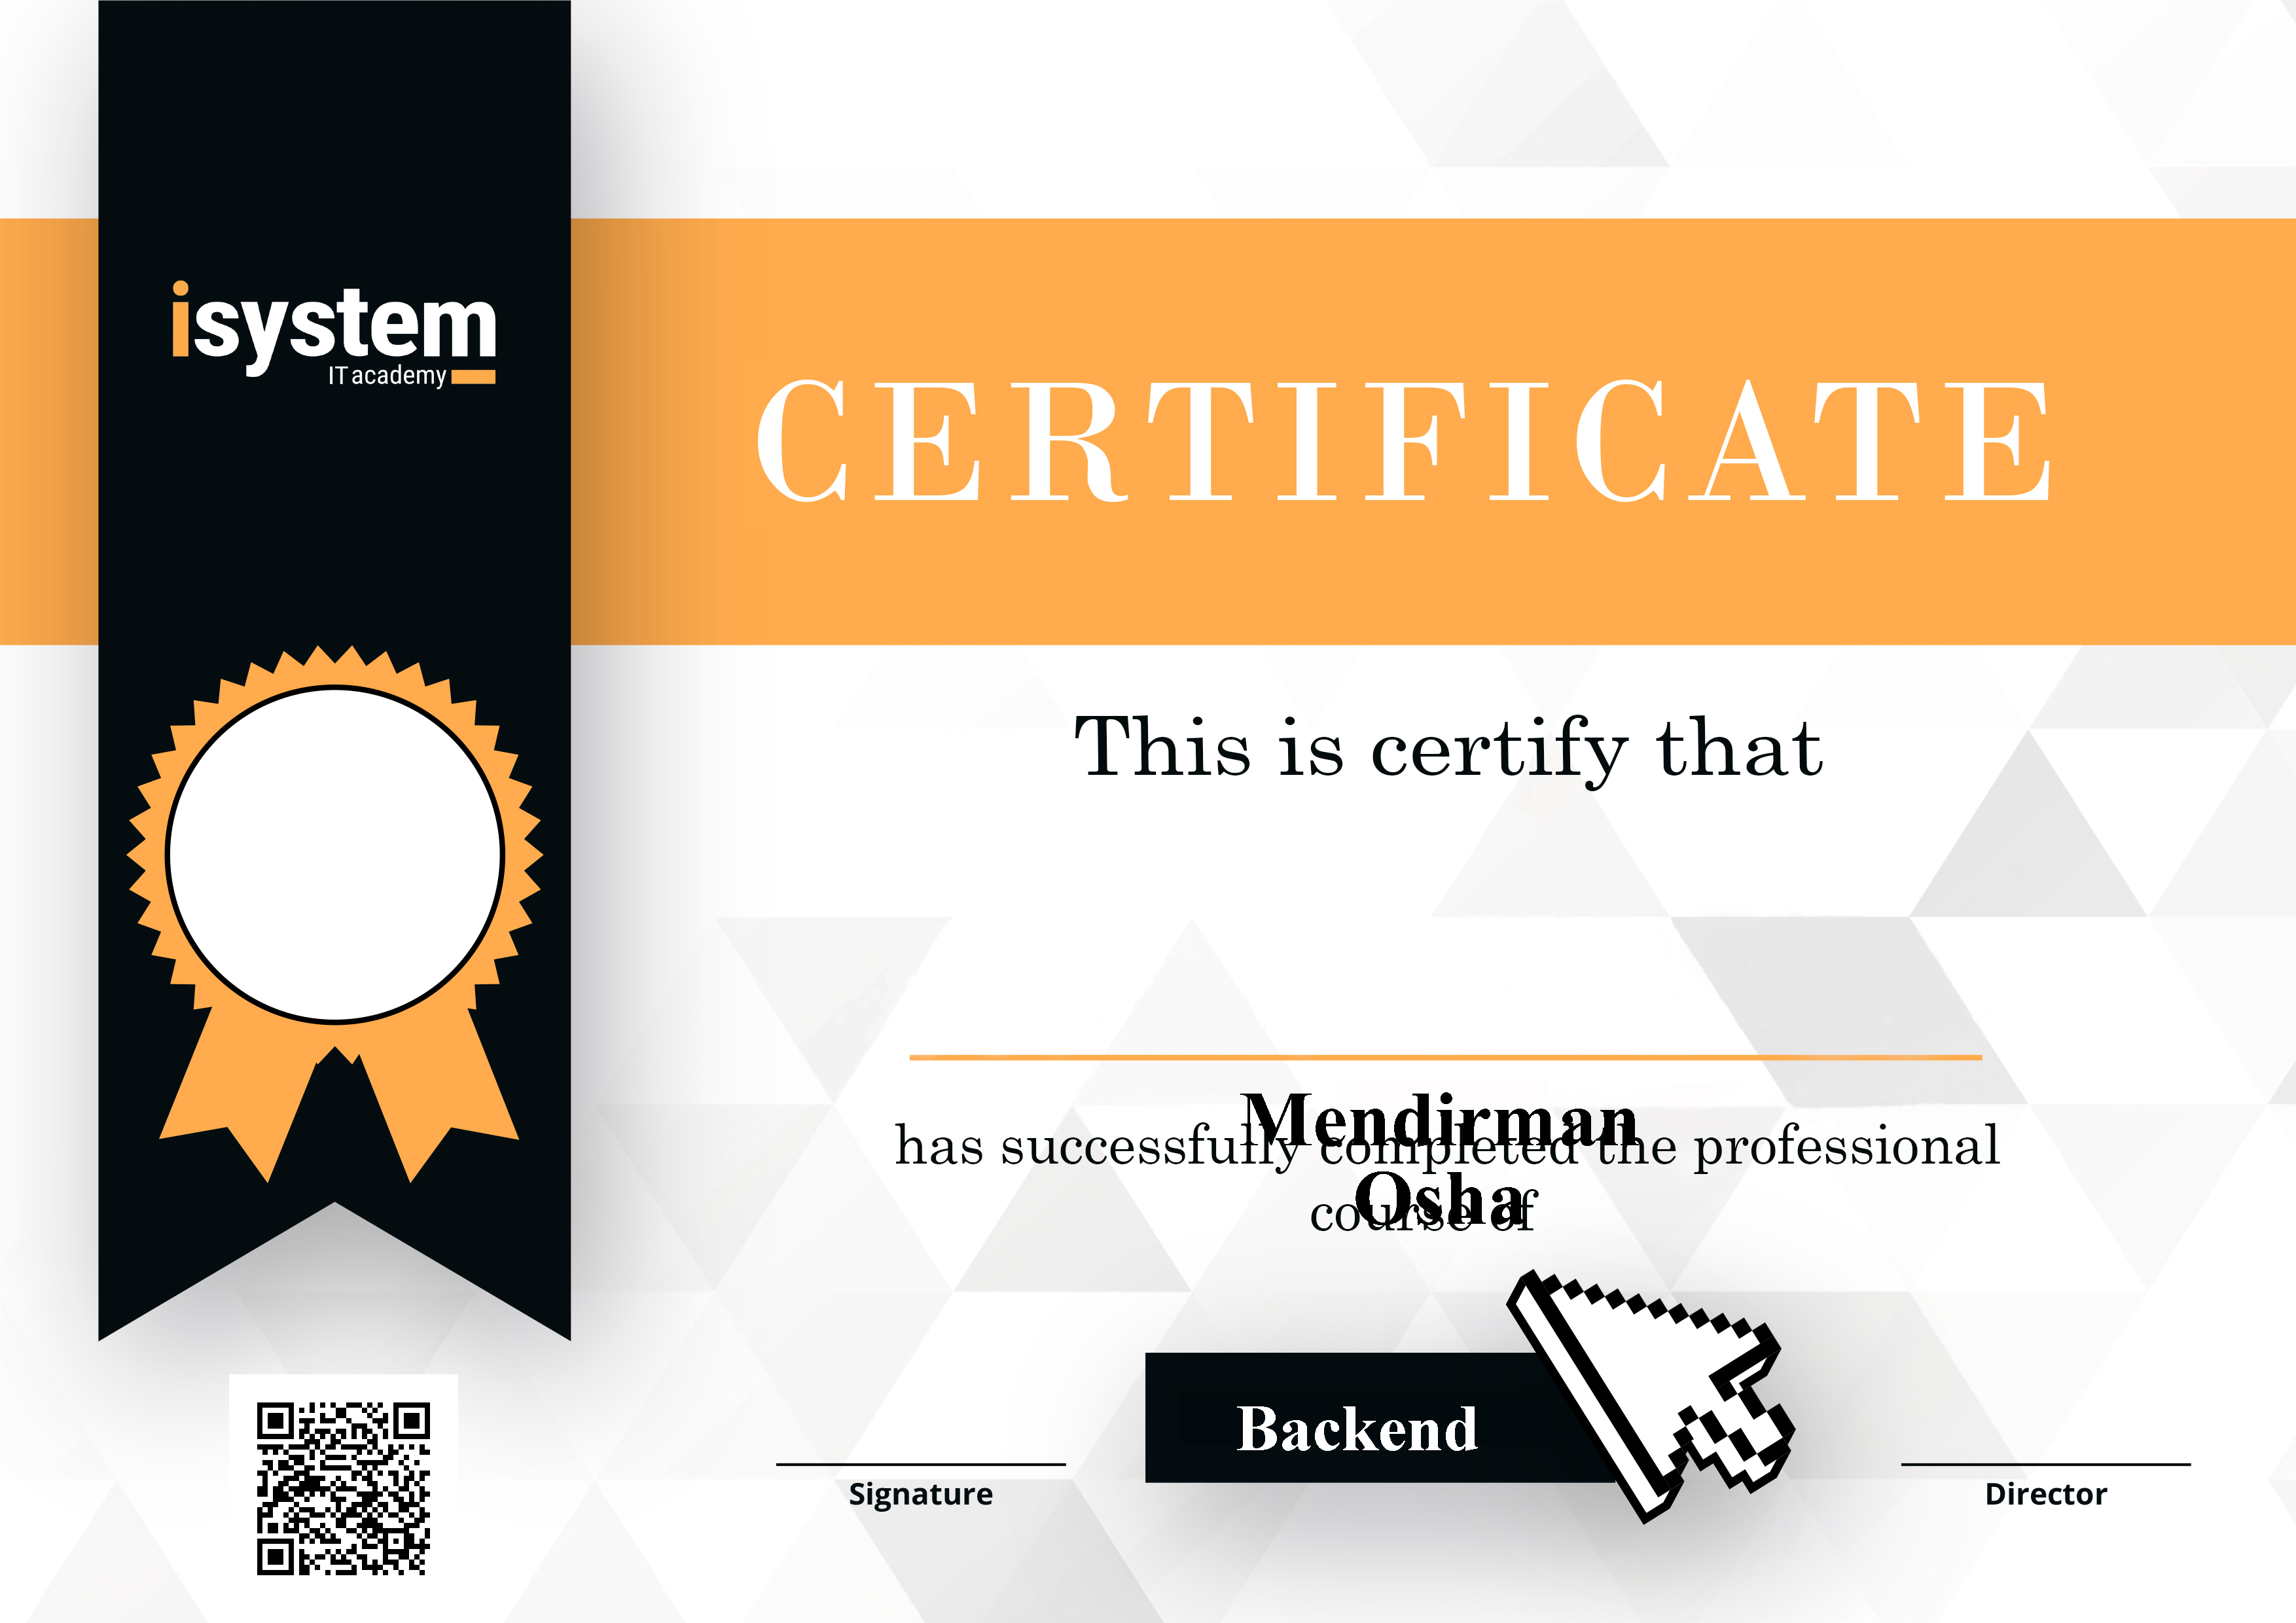 isystem
IT academy
CERTIFICATE
This is certify that
Mendirman
has successfully completed the professional
Osha
course of
Backend
Signature
Director